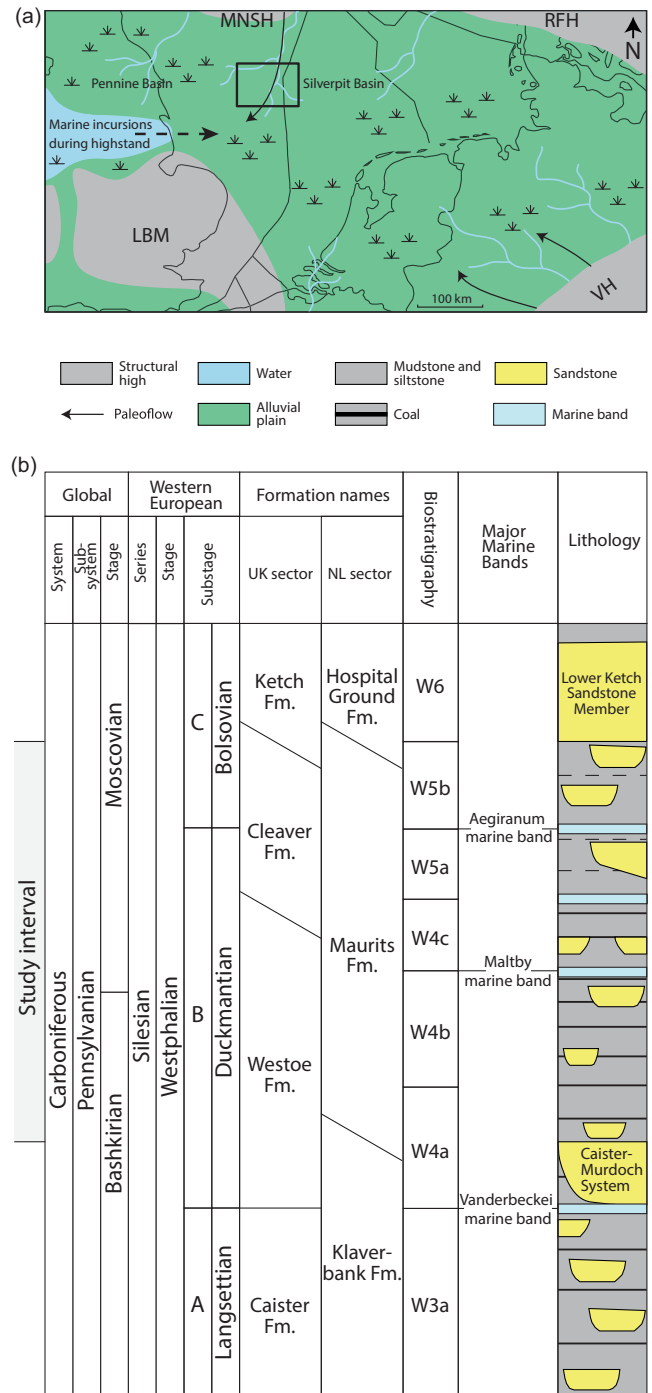 (a)
MNSH
RFH
N
Pennine Basin
Silverpit Basin
Marine incursions
during highstand
LBM
100 km
VH
Structural
high
Water
Mudstone and
siltstone
Sandstone
Paleoflow
Alluvial
plain
Coal
Marine band
(b)
Global
Western
European
Formation names
Biostratigraphy
Major
Marine
Bands
Lithology
System
Sub-
system
Stage
Series
Stage
Substage
UK sector
NL sector
Study interval
Carboniferous
Pennsylvanian
Moscovian
Bashkirian
Silesian
Westphalian
C
Bolsovian
B
Duckmantian
A
Langsettian
Ketch
Fm.
Cleaver
Fm.
Westoe
Fm.
Caister
Fm.
Hospital
Ground
Fm.
Maurits
Fm.
Klaver-
bank Fm.
W6
W5b
W5a
W4c
W4b
W4a
W3a
Aegiranum
marine band
Maltby
marine band
Vanderbeckei
marine band
Lower Ketch
Sandstone
Member
Caister-
Murdoch
System